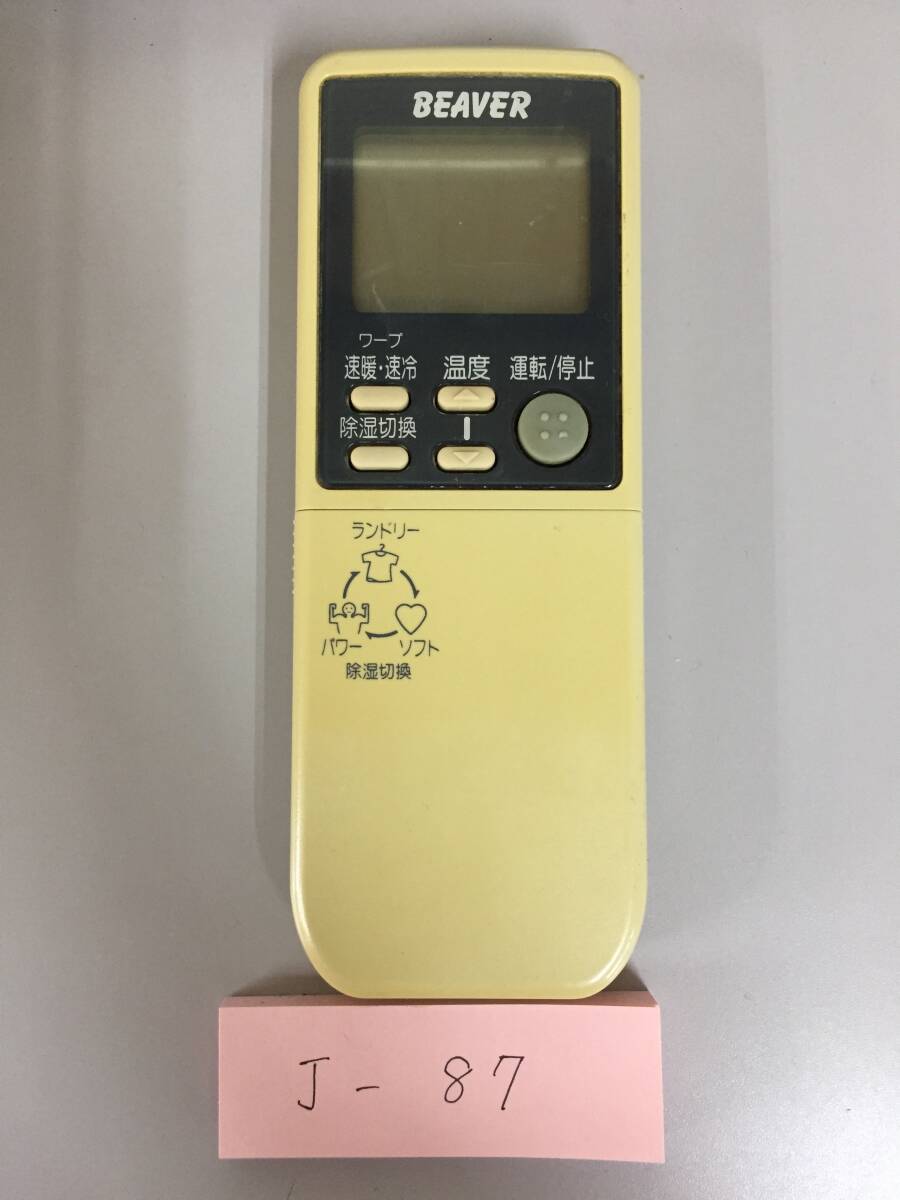 BEAVER
ワープ
速暖・速冷 温度 運転/停止
除湿切換
ランドリー
パワー ソフト
除湿切換
J- 87